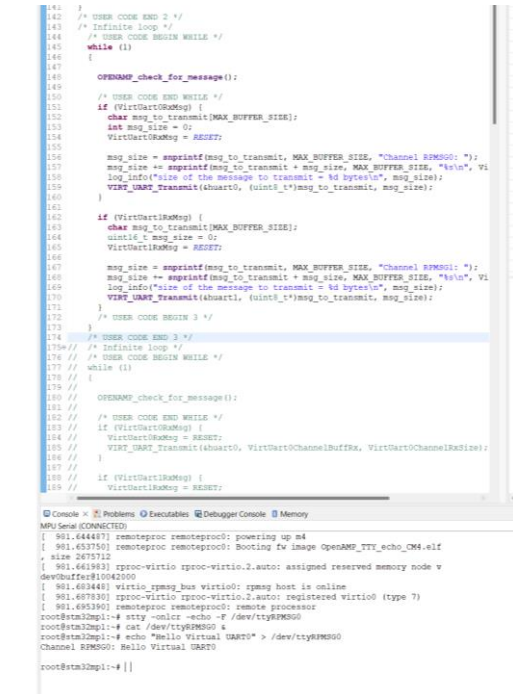 141   }
142   /* USER CODE END 2 */
143   /* Infinite loop */
144     /* USER CODE BEGIN WHILE */
145     while (1)
146     {
147
148       OPENAMP_check_for_message();
149
150       /* USER CODE END WHILE */
151       if (VirtUart0RxMsg) {
152         char msg_to_transmit[MAX_BUFFER_SIZE];
153         int msg_size = 0;
154         VirtUart0RxMsg = RESET;
155
156         msg_size = snprintf(msg_to_transmit, MAX_BUFFER_SIZE, "Channel RPMSG0: ");
157         msg_size += snprintf(msg_to_transmit + msg_size, MAX_BUFFER_SIZE, "%s\n", Vi
158         log_info("size of the message to transmit = %d bytes\n", msg_size);
159         VIRT_UART_Transmit(&huart0, (uint8_t*)msg_to_transmit, msg_size);
160       }
161
162       if (VirtUart1RxMsg) {
163         char msg_to_transmit[MAX_BUFFER_SIZE];
164         uint16_t msg_size = 0;
165         VirtUart1RxMsg = RESET;
166
167         msg_size = snprintf(msg_to_transmit, MAX_BUFFER_SIZE, "Channel RPMSG1: ");
168         msg_size += snprintf(msg_to_transmit + msg_size, MAX_BUFFER_SIZE, "%s\n", Vi
169         log_info("size of the message to transmit = %d bytes\n", msg_size);
170         VIRT_UART_Transmit(&huart1, (uint8_t*)msg_to_transmit, msg_size);
171       }
172       /* USER CODE BEGIN 3 */
173     }
174     /* USER CODE END 3 */
175 //  /* Infinite loop */
176 //  /* USER CODE BEGIN WHILE */
177 //  while (1)
178 //  {
179 //
180 //    OPENAMP_check_for_message();
181 //
182 //    /* USER CODE END WHILE */
183 //    if (VirtUart0RxMsg) {
184 //      VirtUart0RxMsg = RESET;
185 //      VIRT_UART_Transmit(&huart0, VirtUart0ChannelBuffRx, VirtUart0ChannelRxSize);
186 //    }
187 //
188 //    if (VirtUart1RxMsg) {
189 //      VirtUart1RxMsg = RESET;
Console × Problems Executables Debugger Console Memory
MPU Serial (CONNECTED)
[  981.644487] remoteproc remoteproc0: powering up m4
[  981.653750] remoteproc remoteproc0: Booting fw image OpenAMP_TTY_echo_CM4.elf
, size 2675712
[  981.661983] rproc-virtio rproc-virtio.2.auto: assigned reserved memory node v
dev0buffer@10042000
[  981.683448] virtio_rpmsg_bus virtio0: rpmsg host is online
[  981.687830] rproc-virtio rproc-virtio.2.auto: registered virtio0 (type 7)
[  981.695390] remoteproc remoteproc0: remote processor
root@stm32mp1:~# stty -onlcr -echo -F /dev/ttyRPMSG0
root@stm32mp1:~# cat /dev/ttyRPMSG0 &
root@stm32mp1:~# echo "Hello Virtual UART0" > /dev/ttyRPMSG0
Channel RPMSG0: Hello Virtual UART0

root@stm32mp1:~#